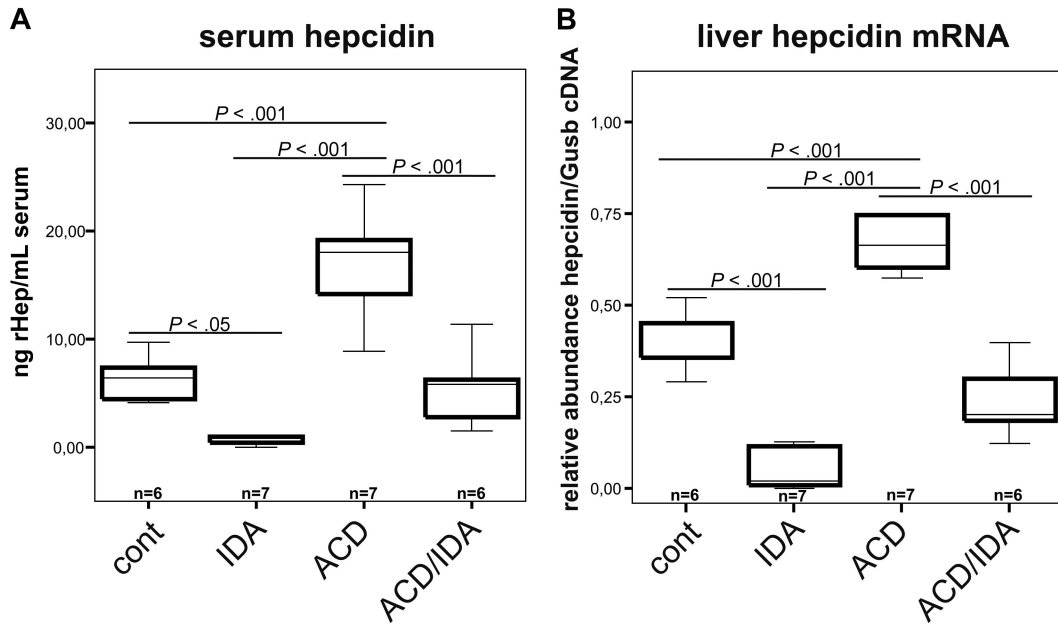 A
serum hepcidin
ng rHep/mL serum
30,00
20,00
10,00
0,00
P < .001
P < .001
P < .001
P < .05
n=6
n=7
n=7
n=6
cont
IDA
ACD
ACD/IDA
B
liver hepcidin mRNA
relative abundance hepcidin/Gusb cDNA
1,00
0,75
0,50
0,25
0,00
P < .001
P < .001
P < .001
P < .001
n=6
n=7
n=7
n=6
cont
IDA
ACD
ACD/IDA